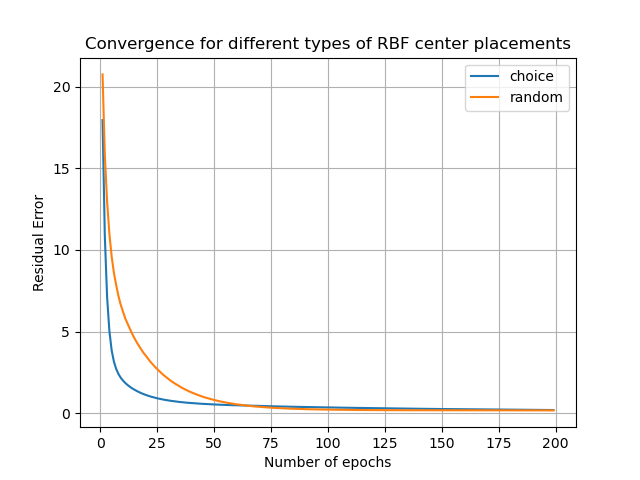 Convergence for different types of RBF center placements
choice
random
20
15
10
5
0
Residual Error
0 25 50 75 100 125 150 175 200
Number of epochs